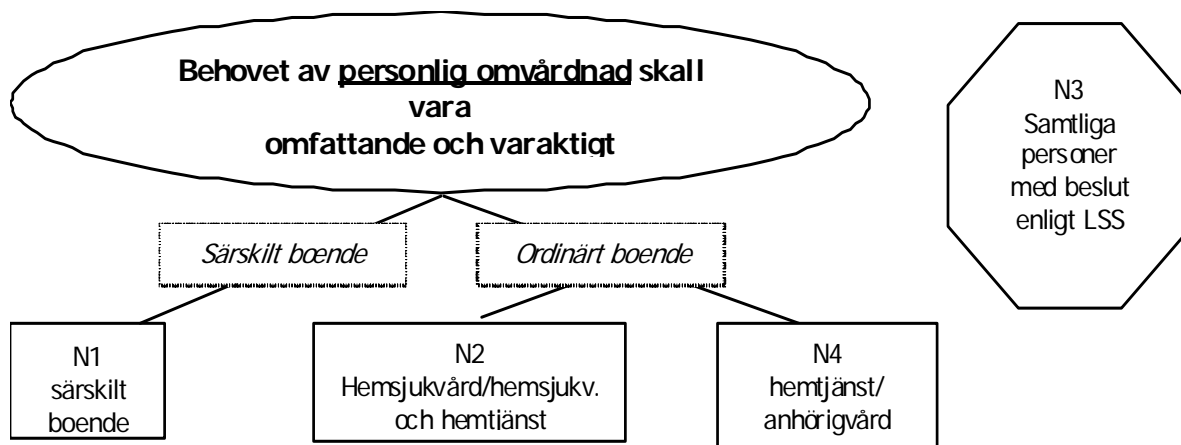 Behovet av personlig omvårdnad skall
vara
omfattande och varaktigt
N3
Samtliga
personer
med beslut
enligt LSS
Särskilt boende
Ordinärt boende
N1
särskilt
boende
N2
Hemsjukvård/hemsjukv.
och hemtjänst
N4
hemtjänst/
anhörigvård